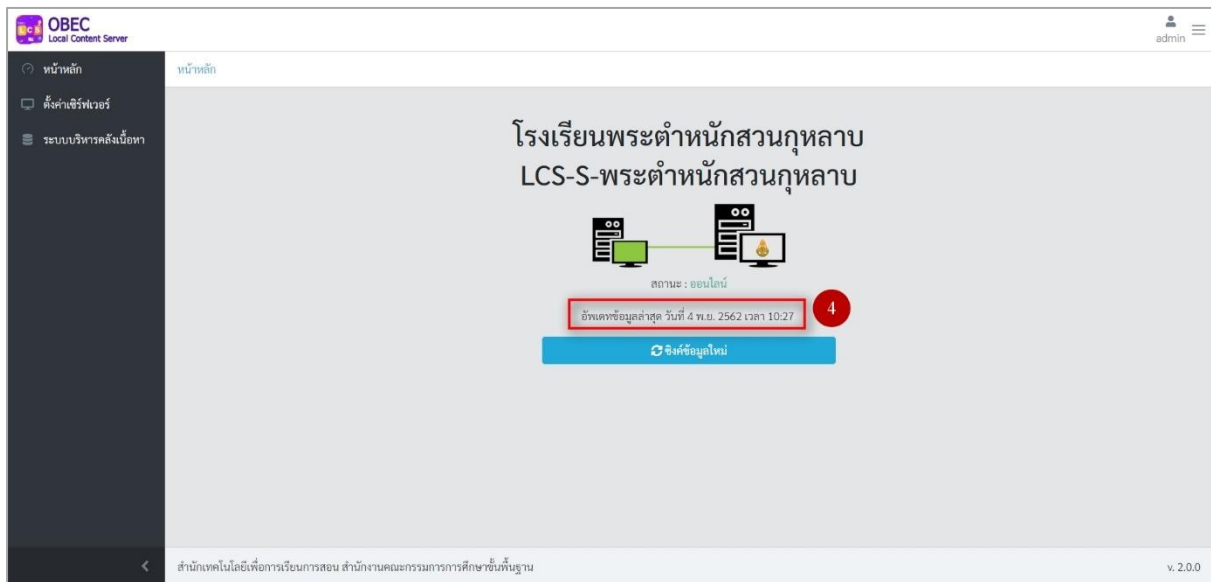 OBEC
Local Content Server
admin
หน้าหลัก
หน้าหลัก
ตั้งค่าเซิร์ฟเวอร์
ระบบบริหารคลังเนื้อหา
โรงเรียนพระตำหนักสวนกุหลาบ
LCS-S-พระตำหนักสวนกุหลาบ
สถานะ : ออนไลน์
อัพเดทข้อมูลล่าสุด วันที่ 4 พ.ย. 2562 เวลา 10:27
4
ซิงค์ข้อมูลใหม่
สำนักเทคโนโลยีเพื่อการเรียนการสอน สำนักงานคณะกรรมการการศึกษาขั้นพื้นฐาน
v. 2.0.0